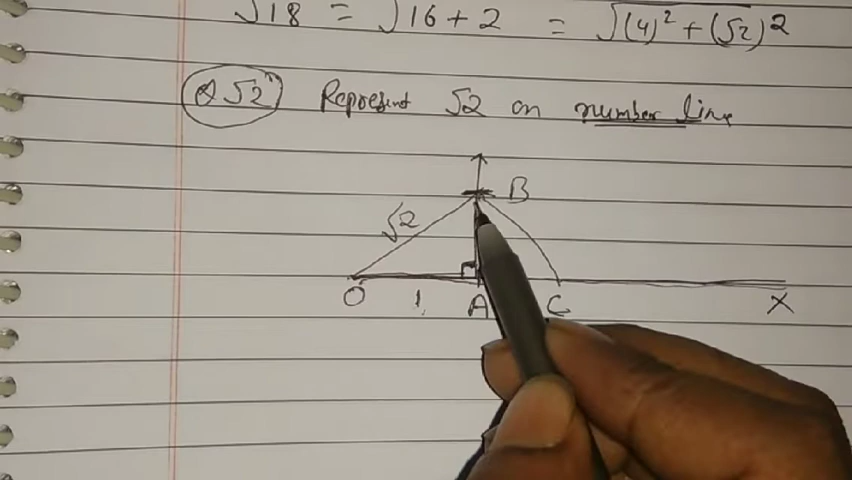 √18 = √16+2 = √(4)²+(√2)²
Q √2 Represent √2 on number line
B
√2
O 1 A C X